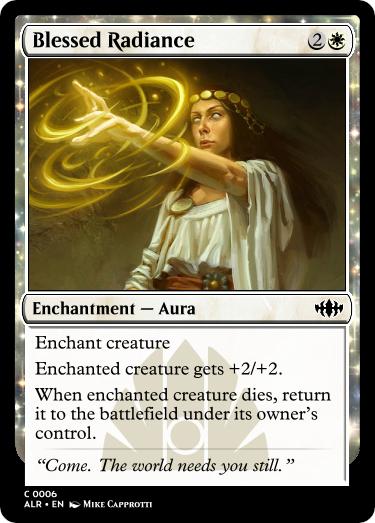 Blessed Radiance 2
Enchantment — Aura
Enchant creature
Enchanted creature gets +2/+2.
When enchanted creature dies, return
it to the battlefield under its owner's
control.
“Come. The world needs you still.”
C 0006
ALR • EN Mike Capprotti